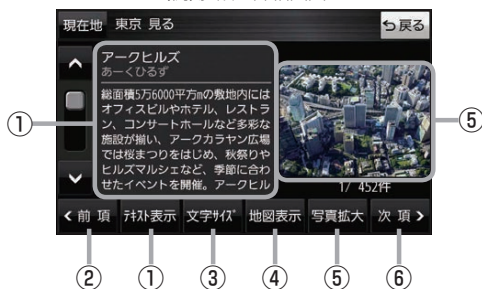 現在地 東京 見る
戻る
アークヒルズ
あーくひるず
総面積5万6000平方mの敷地内には
オフィスビルやホテル、レストラ
ン、コンサートホールなど多彩な
施設が揃い、アークカラヤン広場
では桜まつりをはじめ、秋祭りや
ヒルズマルシェなど、季節に合わ
せたイベントを開催。アークヒル
1/ 452件
前 項 ﾃｷｽﾄ表示 文字ｻｲｽﾞ 地図表示 写真拡大 次 項
① ⑤
② ① ③ ④ ⑤ ⑥